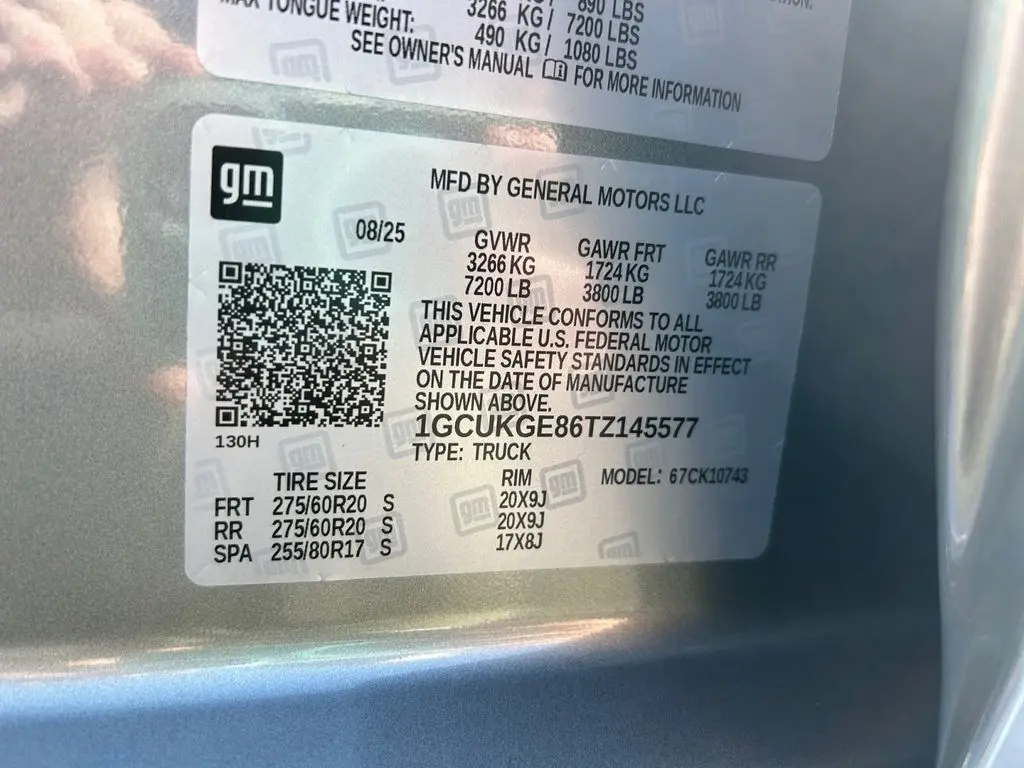 890 LBS
MAX TONGUE WEIGHT: 3266 KG/ 7200 LBS
490 KG/ 1080 LBS
SEE OWNER'S MANUAL FOR MORE INFORMATION
gm
MFD BY GENERAL MOTORS LLC
08/25
GVWR GAWR FRT GAWR RR
3266 KG 1724 KG 1724 KG
7200 LB 3800 LB 3800 LB
THIS VEHICLE CONFORMS TO ALL
APPLICABLE U.S. FEDERAL MOTOR
VEHICLE SAFETY STANDARDS IN EFFECT
ON THE DATE OF MANUFACTURE
SHOWN ABOVE.
1GCUKGE86TZ145577
130H
TYPE: TRUCK
TIRE SIZE RIM MODEL: 67CK10743
FRT 275/60R20 S 20X9J
RR 275/60R20 S 20X9J
SPA 255/80R17 S 17X8J